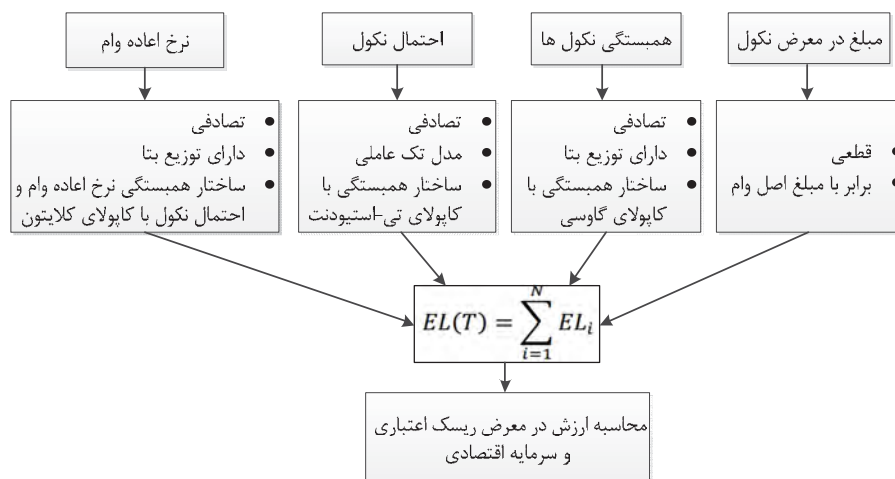 مبلغ در معرض نکول
همبستگی نکول ها
احتمال نکول
نرخ اعاده وام
• قطعی
• برابر با مبلغ اصل وام
• تصادفی
• دارای توزیع بتا
• ساختار همبستگی با
کاپولای گاوسی
• تصادفی
• مدل تک عاملی
• ساختار همبستگی با
کاپولای تی-استیودنت
• تصادفی
• دارای توزیع بتا
• ساختار همبستگی نرخ اعاده وام و
احتمال نکول با کاپولای کلایتون
EL(T) = ∑_{i=1}^{N} EL_i
محاسبه ارزش در معرض ریسک اعتباری
و سرمایه اقتصادی